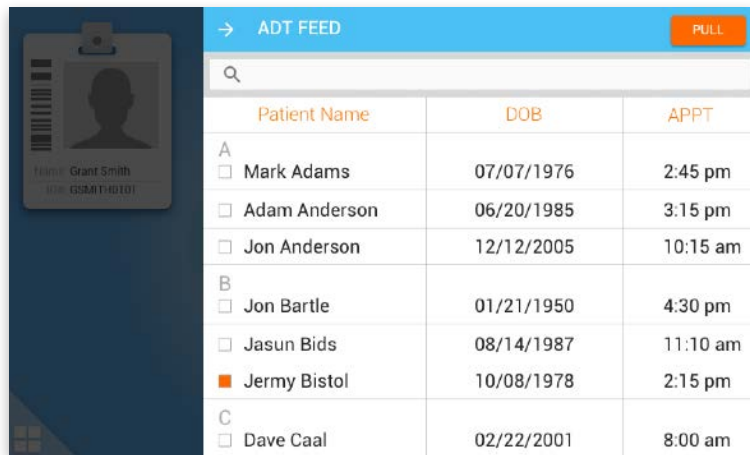 ADT FEED
PULL
Patient Name DOB APPT
A
Mark Adams 07/07/1976 2:45 pm
Adam Anderson 06/20/1985 3:15 pm
Jon Anderson 12/12/2005 10:15 am
B
Jon Bartle 01/21/1950 4:30 pm
Jasun Bids 08/14/1987 11:10 am
Jermy Bistol 10/08/1978 2:15 pm
C
Dave Caal 02/22/2001 8:00 am
Name: Grant Smith
GSMITH0101